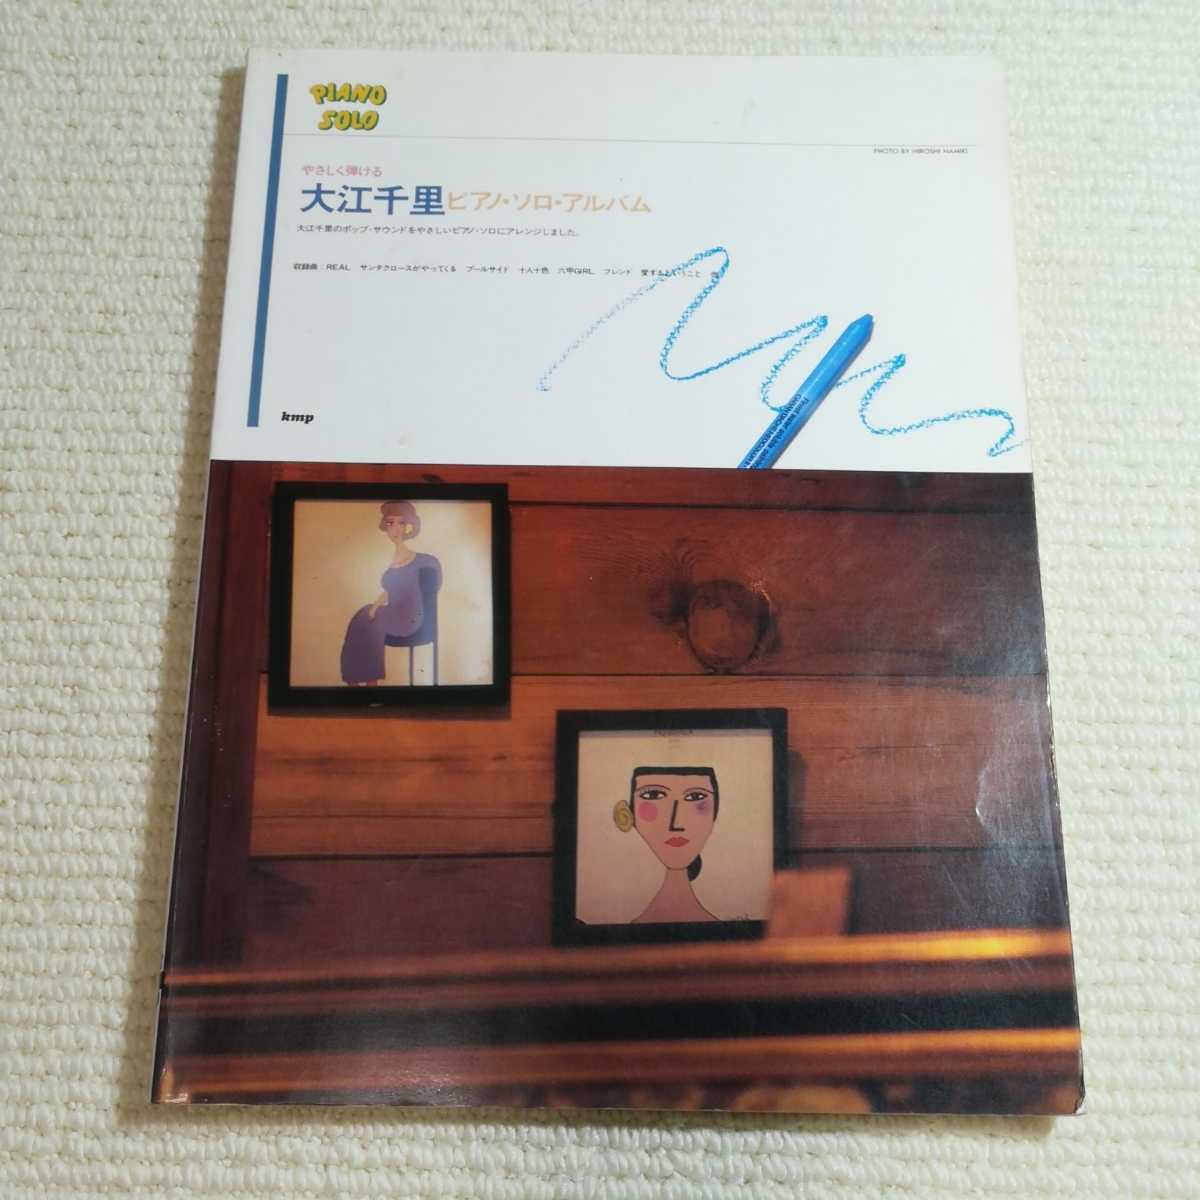 PIANO
SOLO
PHOTO BY HIROSHI NAMIKI
やさしく弾ける
大江千里ピアノ・ソロ・アルバム
大江千里のポップ・サウンドをやさしいピアノ・ソロにアレンジしました。
収録曲：REAL サンタクロースがやってくる プールサイド 十人十色 六甲GIRL フレンド 愛するということ 他
kmp